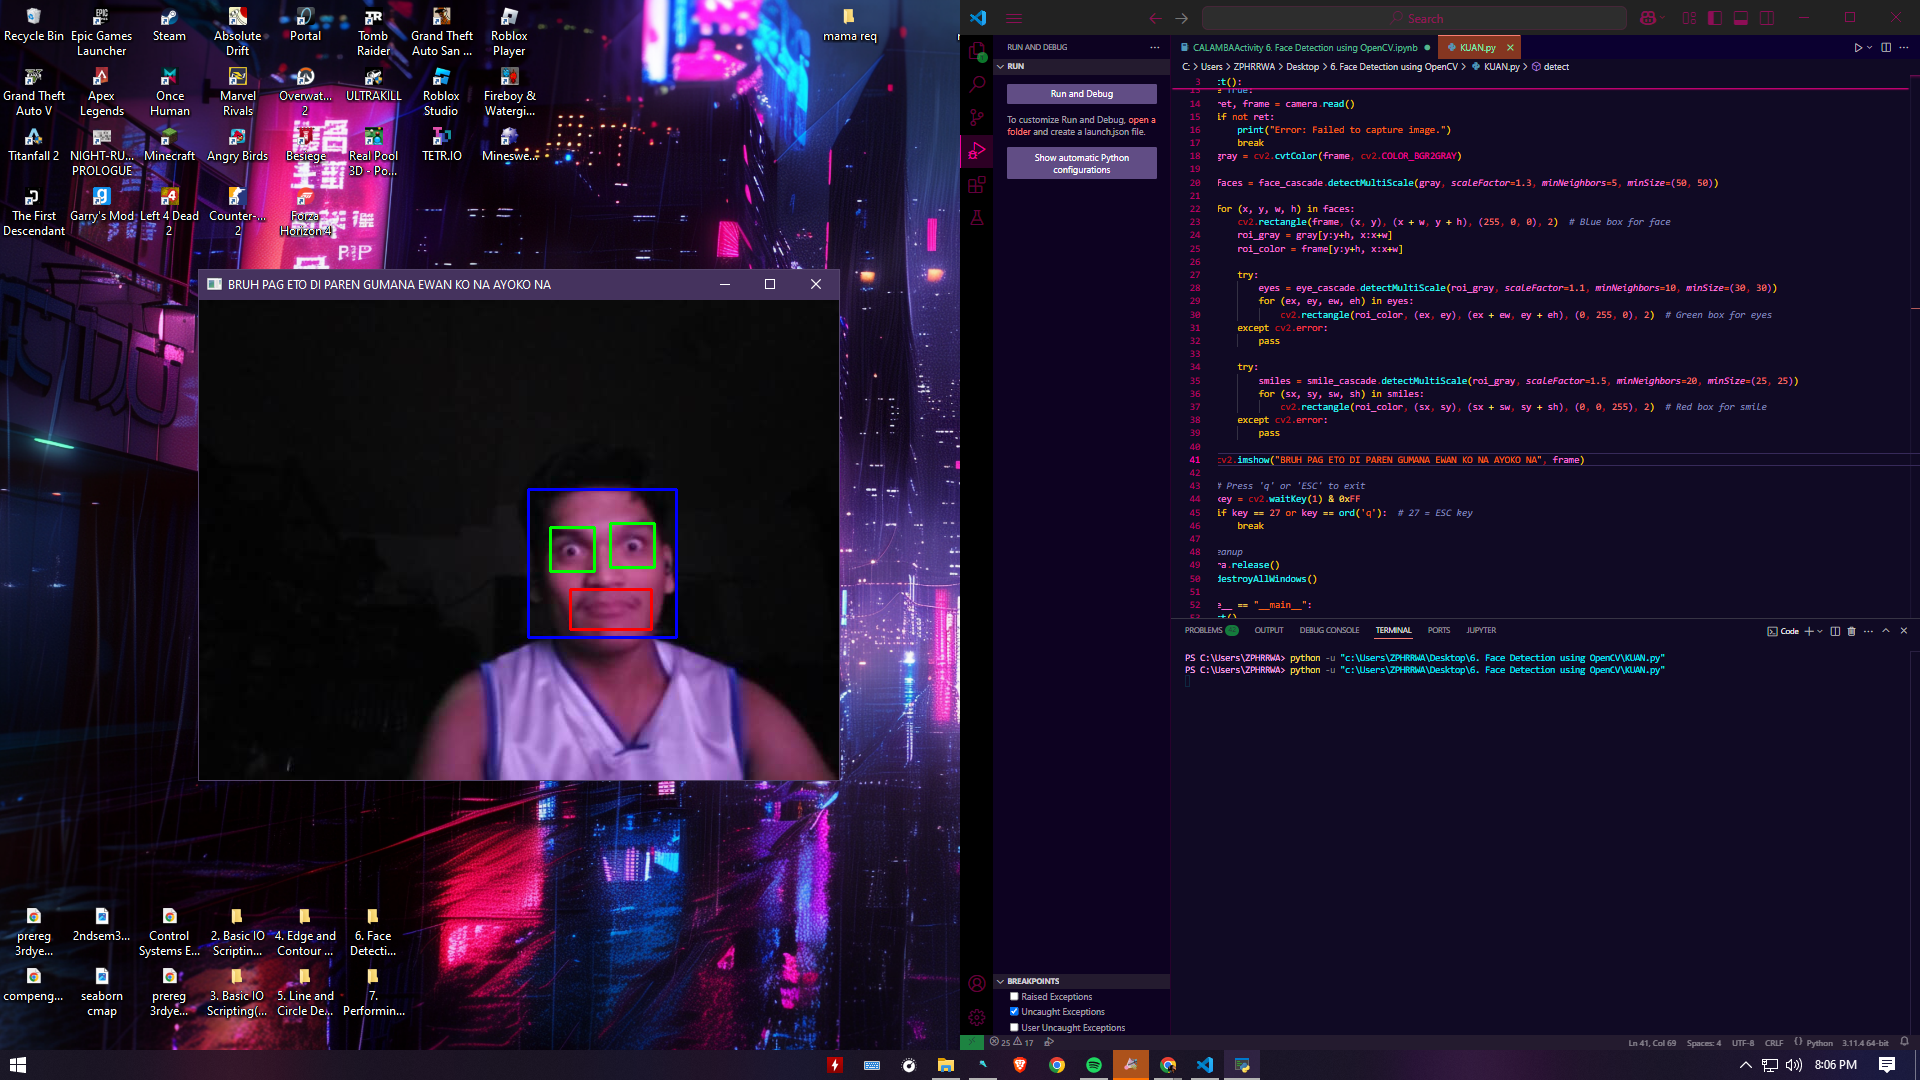 Recycle Bin
Epic Games Launcher
Steam
Absolute Drift
Portal
Tomb Raider
Grand Theft Auto San ...
Roblox Player
mama req
Grand Theft Auto V
Apex Legends
Once Human
Marvel Rivals
Overwat... 2
ULTRAKILL
Roblox Studio
Fireboy & Watergi...
Titanfall 2
NIGHT-RU... PROLOGUE
Minecraft
Angry Birds
Besiege
Real Pool 3D - Po...
TETR.IO
Mineswe...
The First Descendant
Garry's Mod
Left 4 Dead 2
Counter-... 2
Forza Horizon 4
BRUH PAG ETO DI PAREN GUMANA EWAN KO NA AYOKO NA
prereg 3rdye...
2ndsem3...
Control Systems E...
2. Basic IO Scriptin...
4. Edge and Contour ...
6. Face Detecti...
compeng...
seaborn cmap
prereg 3rdye...
3. Basic IO Scripting(...
5. Line and Circle De...
7. Performin...
Search
RUN AND DEBUG
RUN
Run and Debug
To customize Run and Debug, open a
folder and create a launch.json file.
Show automatic Python
configurations
BREAKPOINTS
Raised Exceptions
Uncaught Exceptions
User Uncaught Exceptions
CALAMBAActivity 6. Face Detection using OpenCV.ipynb
KUAN.py
C: > Users > ZPHRRWA > Desktop > 6. Face Detection using OpenCV > KUAN.py > detect
3 ct():
13 e True:
14 ret, frame = camera.read()
15 if not ret:
16 print("Error: Failed to capture image.")
17 break
18 gray = cv2.cvtColor(frame, cv2.COLOR_BGR2GRAY)
19
20 faces = face_cascade.detectMultiScale(gray, scaleFactor=1.3, minNeighbors=5, minSize=(50, 50))
21
22 for (x, y, w, h) in faces:
23 cv2.rectangle(frame, (x, y), (x + w, y + h), (255, 0, 0), 2)  # Blue box for face
24 roi_gray = gray[y:y+h, x:x+w]
25 roi_color = frame[y:y+h, x:x+w]
26
27 try:
28 eyes = eye_cascade.detectMultiScale(roi_gray, scaleFactor=1.1, minNeighbors=10, minSize=(30, 30))
29 for (ex, ey, ew, eh) in eyes:
30 cv2.rectangle(roi_color, (ex, ey), (ex + ew, ey + eh), (0, 255, 0), 2)  # Green box for eyes
31 except cv2.error:
32 pass
33
34 try:
35 smiles = smile_cascade.detectMultiScale(roi_gray, scaleFactor=1.5, minNeighbors=20, minSize=(25, 25))
36 for (sx, sy, sw, sh) in smiles:
37 cv2.rectangle(roi_color, (sx, sy), (sx + sw, sy + sh), (0, 0, 255), 2)  # Red box for smile
38 except cv2.error:
39 pass
40
41 cv2.imshow("BRUH PAG ETO DI PAREN GUMANA EWAN KO NA AYOKO NA", frame)
42
43 # Press 'q' or 'ESC' to exit
44 key = cv2.waitKey(1) & 0xFF
45 if key == 27 or key == ord('q'):  # 27 = ESC key
46 break
47
48 eanup
49 ra.release()
50 destroyAllWindows()
51
52 e__ == "__main__":
53 ct()
PROBLEMS OUTPUT DEBUG CONSOLE TERMINAL PORTS JUPYTER
Code
PS C:\Users\ZPHRRWA> python -u "c:\Users\ZPHRRWA\Desktop\6. Face Detection using OpenCV\KUAN.py"
PS C:\Users\ZPHRRWA> python -u "c:\Users\ZPHRRWA\Desktop\6. Face Detection using OpenCV\KUAN.py"
25 17
Ln 41, Col 69 Spaces: 4 UTF-8 CRLF Python 3.11.4 64-bit
8:06 PM